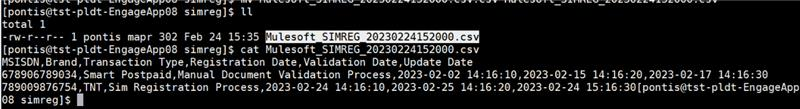 [pontis@tst-pldt-EngageApp08 simreg]$ ll
total 1
-rw-r--r-- 1 pontis mapr 302 Feb 24 15:35 Mulesoft_SIMREG_20230224152000.csv
[pontis@tst-pldt-EngageApp08 simreg]$ cat Mulesoft_SIMREG_20230224152000.csv
MSISDN,Brand,Transaction Type,Registration Date,Validation Date,Update Date
678906789034,Smart Postpaid,Manual Document Validation Process,2023-02-02 14:16:10,2023-02-15 14:16:20,2023-02-17 14:16:30
789009876754,TNT,Sim Registration Process,2023-02-24 14:16:10,2023-02-25 14:16:20,2023-02-24 15:16:30[pontis@tst-pldt-EngageApp
08 simreg]$